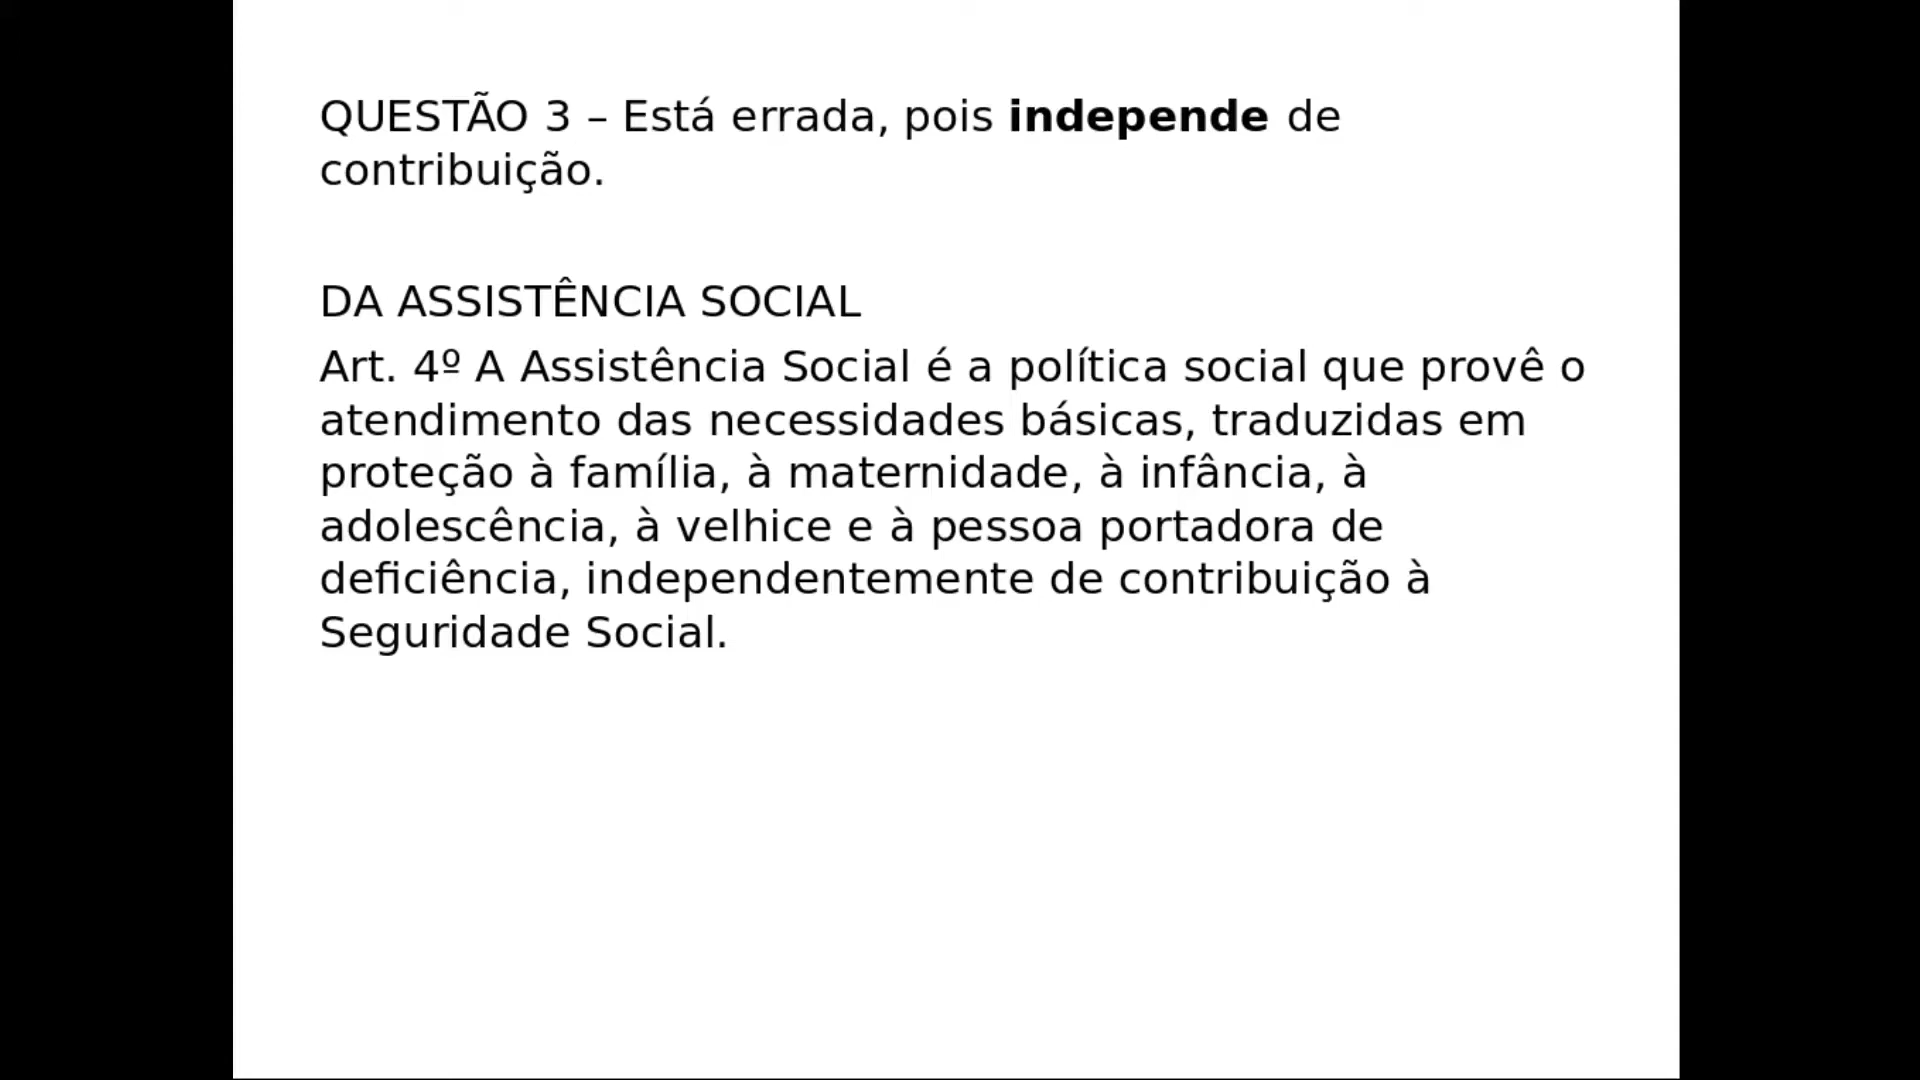 QUESTÃO 3 – Está errada, pois independe de
contribuição.
DA ASSISTÊNCIA SOCIAL
Art. 4º A Assistência Social é a política social que provê o
atendimento das necessidades básicas, traduzidas em
proteção à família, à maternidade, à infância, à
adolescência, à velhice e à pessoa portadora de
deficiência, independentemente de contribuição à
Seguridade Social.